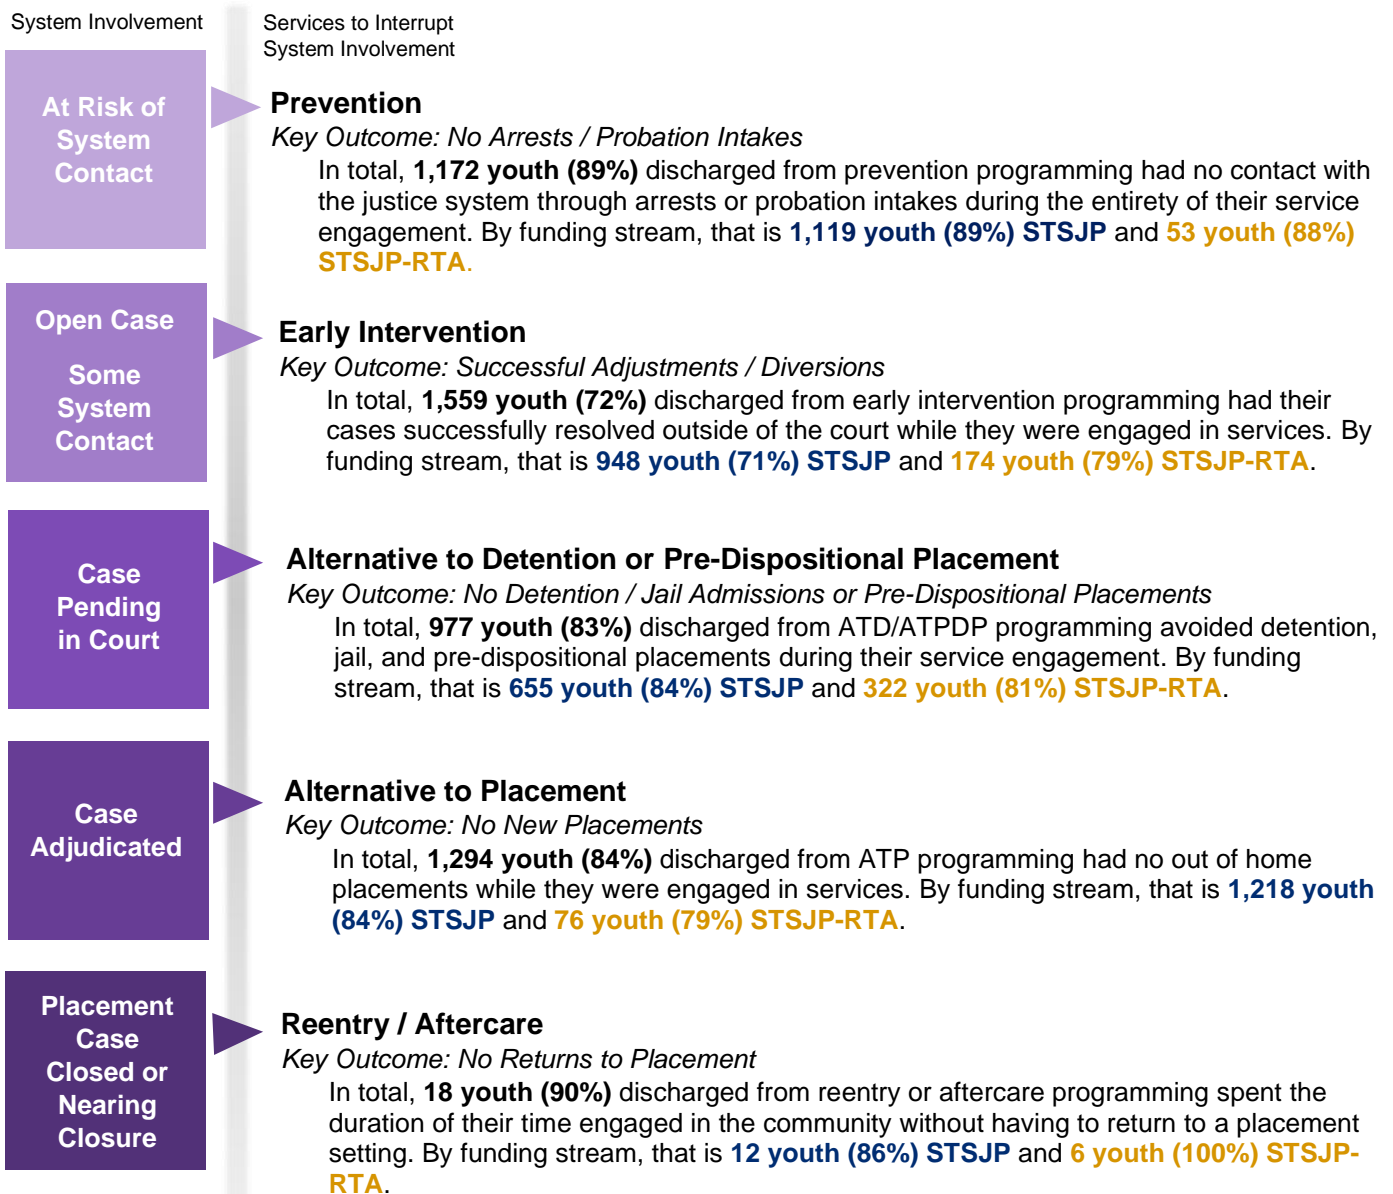 System Involvement
Services to Interrupt
System Involvement
At Risk of
System
Contact
Prevention
Key Outcome: No Arrests / Probation Intakes
In total, 1,172 youth (89%) discharged from prevention programming had no contact with
the justice system through arrests or probation intakes during the entirety of their service
engagement. By funding stream, that is 1,119 youth (89%) STSJP and 53 youth (88%)
STSJP-RTA.
Open Case
Some
System
Contact
Early Intervention
Key Outcome: Successful Adjustments / Diversions
In total, 1,559 youth (72%) discharged from early intervention programming had their
cases successfully resolved outside of the court while they were engaged in services. By
funding stream, that is 948 youth (71%) STSJP and 174 youth (79%) STSJP-RTA.
Case
Pending
in Court
Alternative to Detention or Pre-Dispositional Placement
Key Outcome: No Detention / Jail Admissions or Pre-Dispositional Placements
In total, 977 youth (83%) discharged from ATD/ATPDP programming avoided detention,
jail, and pre-dispositional placements during their service engagement. By funding
stream, that is 655 youth (84%) STSJP and 322 youth (81%) STSJP-RTA.
Case
Adjudicated
Alternative to Placement
Key Outcome: No New Placements
In total, 1,294 youth (84%) discharged from ATP programming had no out of home
placements while they were engaged in services. By funding stream, that is 1,218 youth
(84%) STSJP and 76 youth (79%) STSJP-RTA.
Placement
Case
Closed or
Nearing
Closure
Reentry / Aftercare
Key Outcome: No Returns to Placement
In total, 18 youth (90%) discharged from reentry or aftercare programming spent the
duration of their time engaged in the community without having to return to a placement
setting. By funding stream, that is 12 youth (86%) STSJP and 6 youth (100%) STSJP-
RTA.